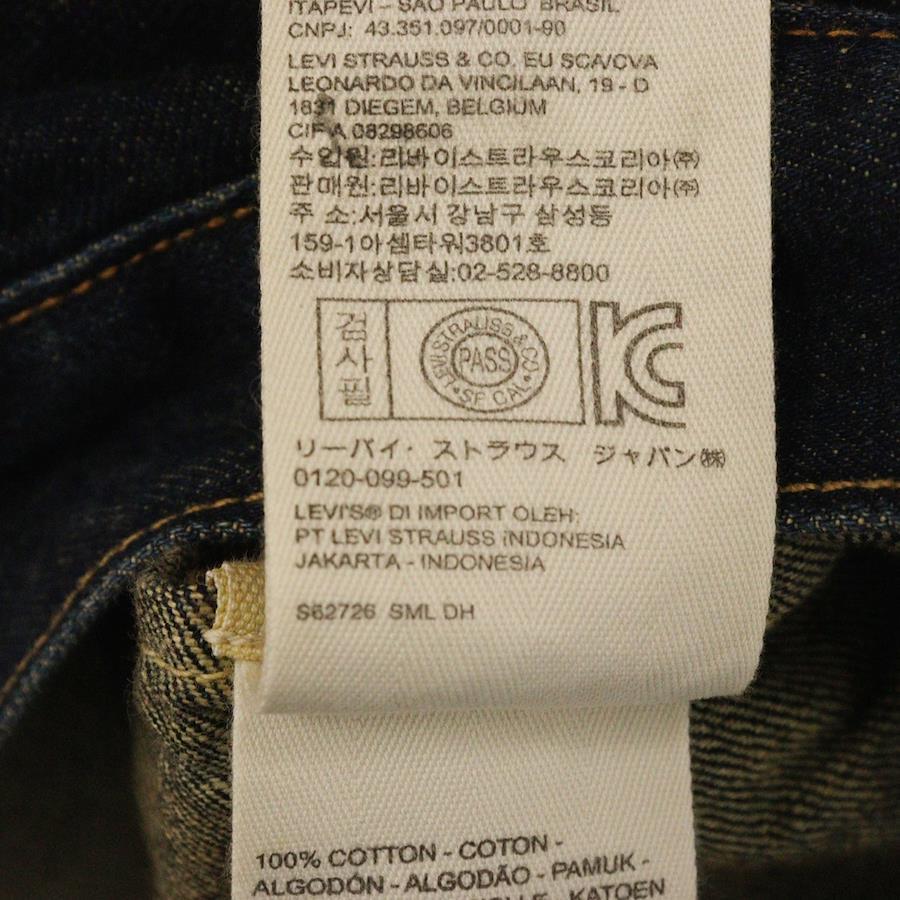 ITAPEVI - SÃO PAULO BRASIL
CNPJ: 43.351.097/0001-90
LEVI STRAUSS & CO. EU SCA/CVA
LEONARDO DA VINCILAAN, 19 - D
1831 DIEGEM, BELGIUM
CIF A 08298606
수입원:리바이스트라우스코리아(주)
판매원:리바이스트라우스코리아(주)
주 소:서울시 강남구 삼성동
159-1아셈타워3801호
소비자상담실:02-528-8800
검사필
LEVI STRAUSS & CO
PASS
SF CAL
KC
リーバイ・ストラウス ジャパン㈱
0120-099-501
LEVI'S® DI IMPORT OLEH:
PT LEVI STRAUSS INDONESIA
JAKARTA - INDONESIA
S62726 SML DH
100% COTTON - COTON -
ALGODÓN - ALGODÃO - PAMUK -
KATOEN